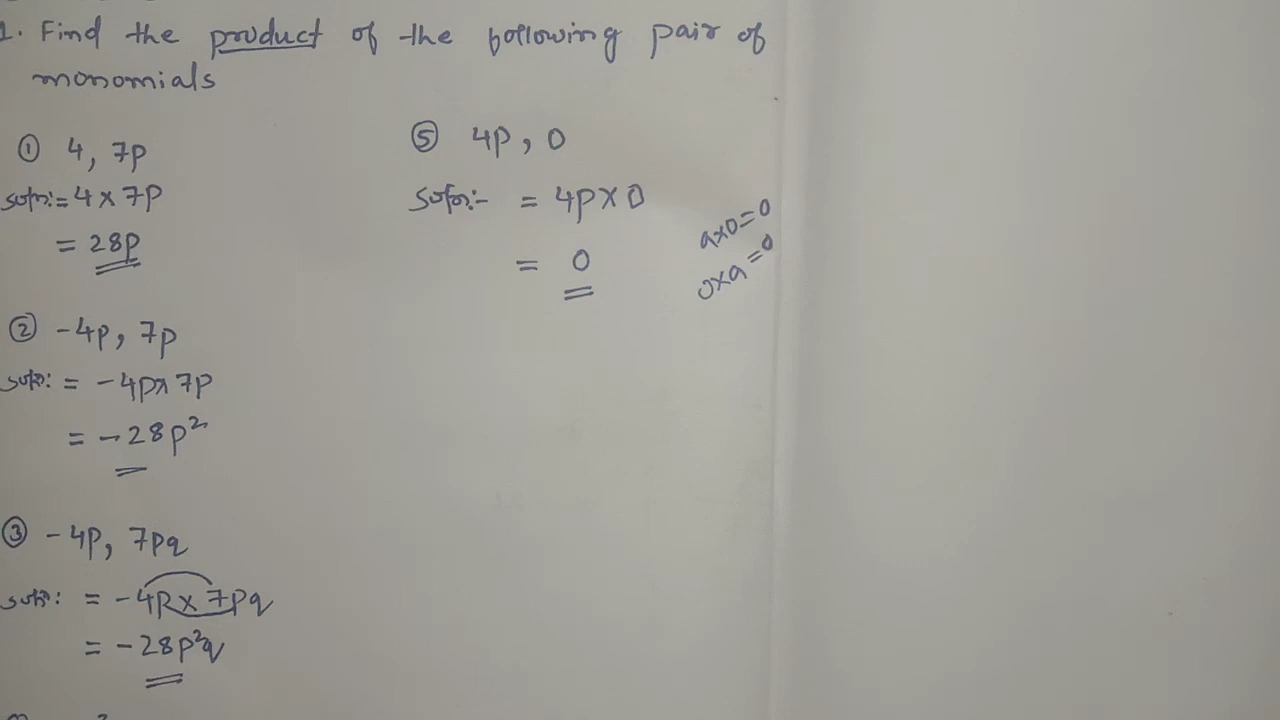 1. Find the product of the following pair of
monomials
① 4, 7p
Soln:= 4 × 7p
= 28p
② -4p, 7p
Soln: = -4p × 7p
= -28p²
③ -4p, 7pq
Soln: = -4p × 7pq
= -28p²q
⑤ 4p, 0
Soln:- = 4p × 0
= 0
a×0=0
0×a=0